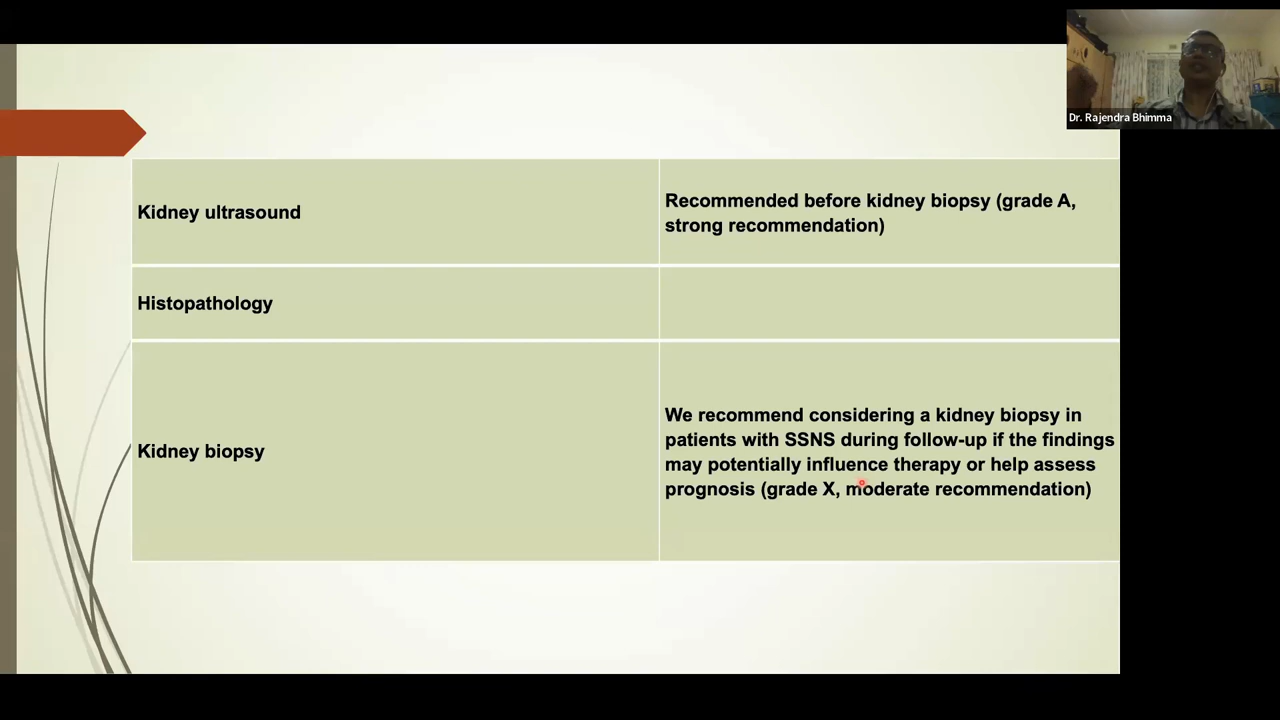 Dr. Rajendra Bhimma
Kidney ultrasound
Recommended before kidney biopsy (grade A,
strong recommendation)
Histopathology
Kidney biopsy
We recommend considering a kidney biopsy in
patients with SSNS during follow-up if the findings
may potentially influence therapy or help assess
prognosis (grade X, moderate recommendation)